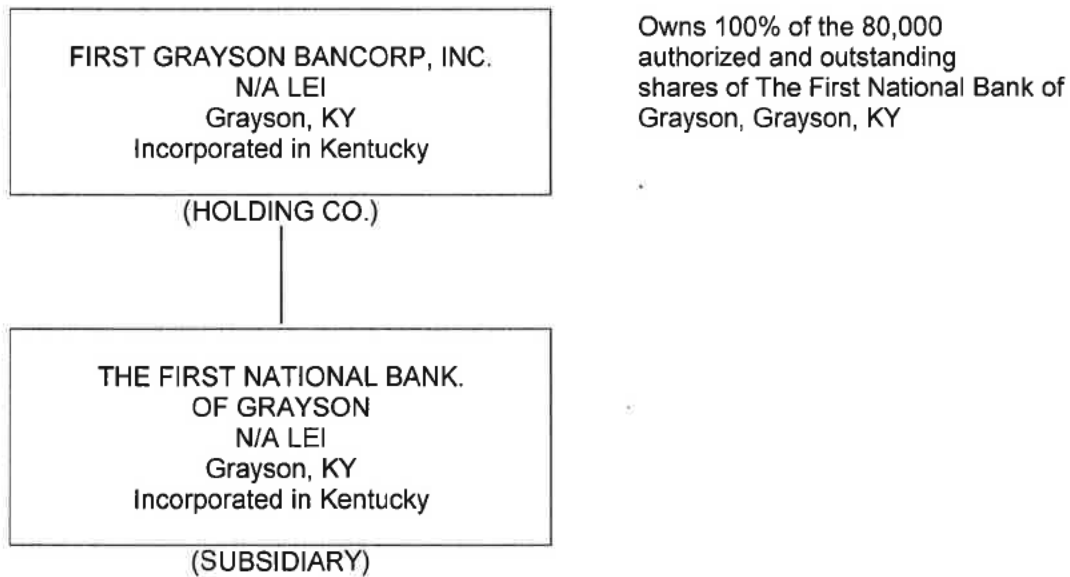 FIRST GRAYSON BANCORP, INC.
N/A LEI
Grayson, KY
Incorporated in Kentucky
(HOLDING CO.)
Owns 100% of the 80,000
authorized and outstanding
shares of The First National Bank of
Grayson, Grayson, KY
THE FIRST NATIONAL BANK.
OF GRAYSON
N/A LEI
Grayson, KY
Incorporated in Kentucky
(SUBSIDIARY)